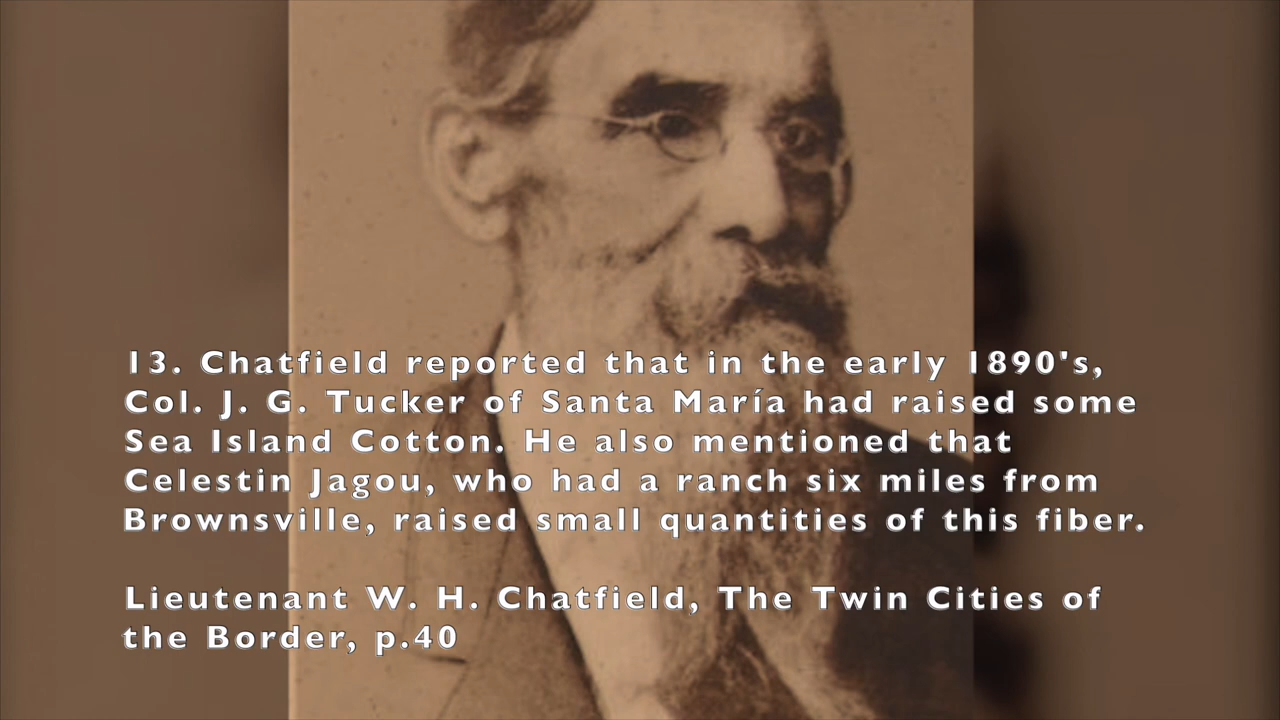 13. Chatfield reported that in the early 1890's,
Col. J. G. Tucker of Santa María had raised some
Sea Island Cotton. He also mentioned that
Celestin Jagou, who had a ranch six miles from
Brownsville, raised small quantities of this fiber.
Lieutenant W. H. Chatfield, The Twin Cities of
the Border, p.40